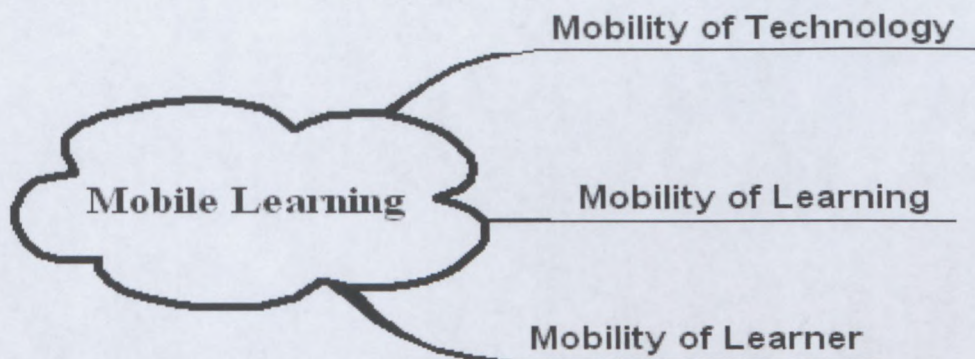 Mobility of Technology
Mobile Learning
Mobility of Learning
Mobility of Learner